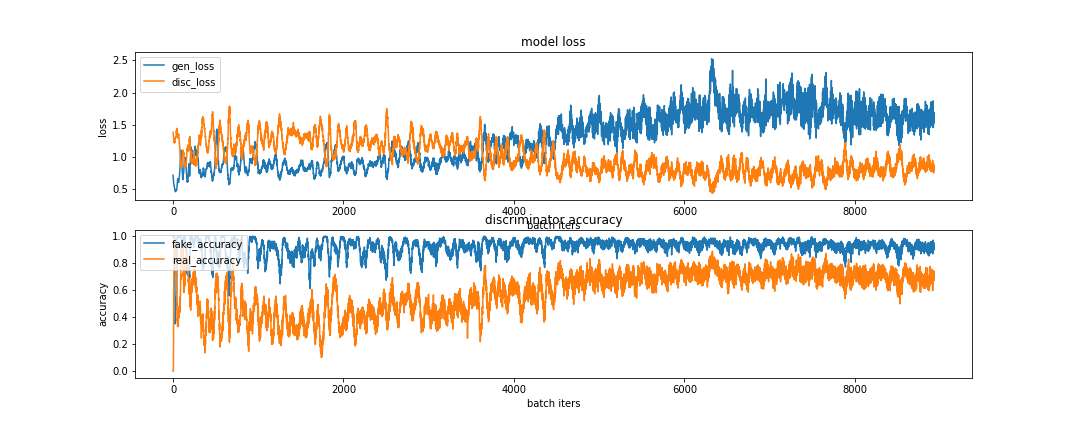 model loss
2.5
2.0
1.5
1.0
0.5
loss
gen_loss
disc_loss
0 2000 4000 6000 8000
batch iters
discriminator accuracy
1.0
0.8
0.6
0.4
0.2
0.0
accuracy
fake_accuracy
real_accuracy
0 2000 4000 6000 8000
batch iters